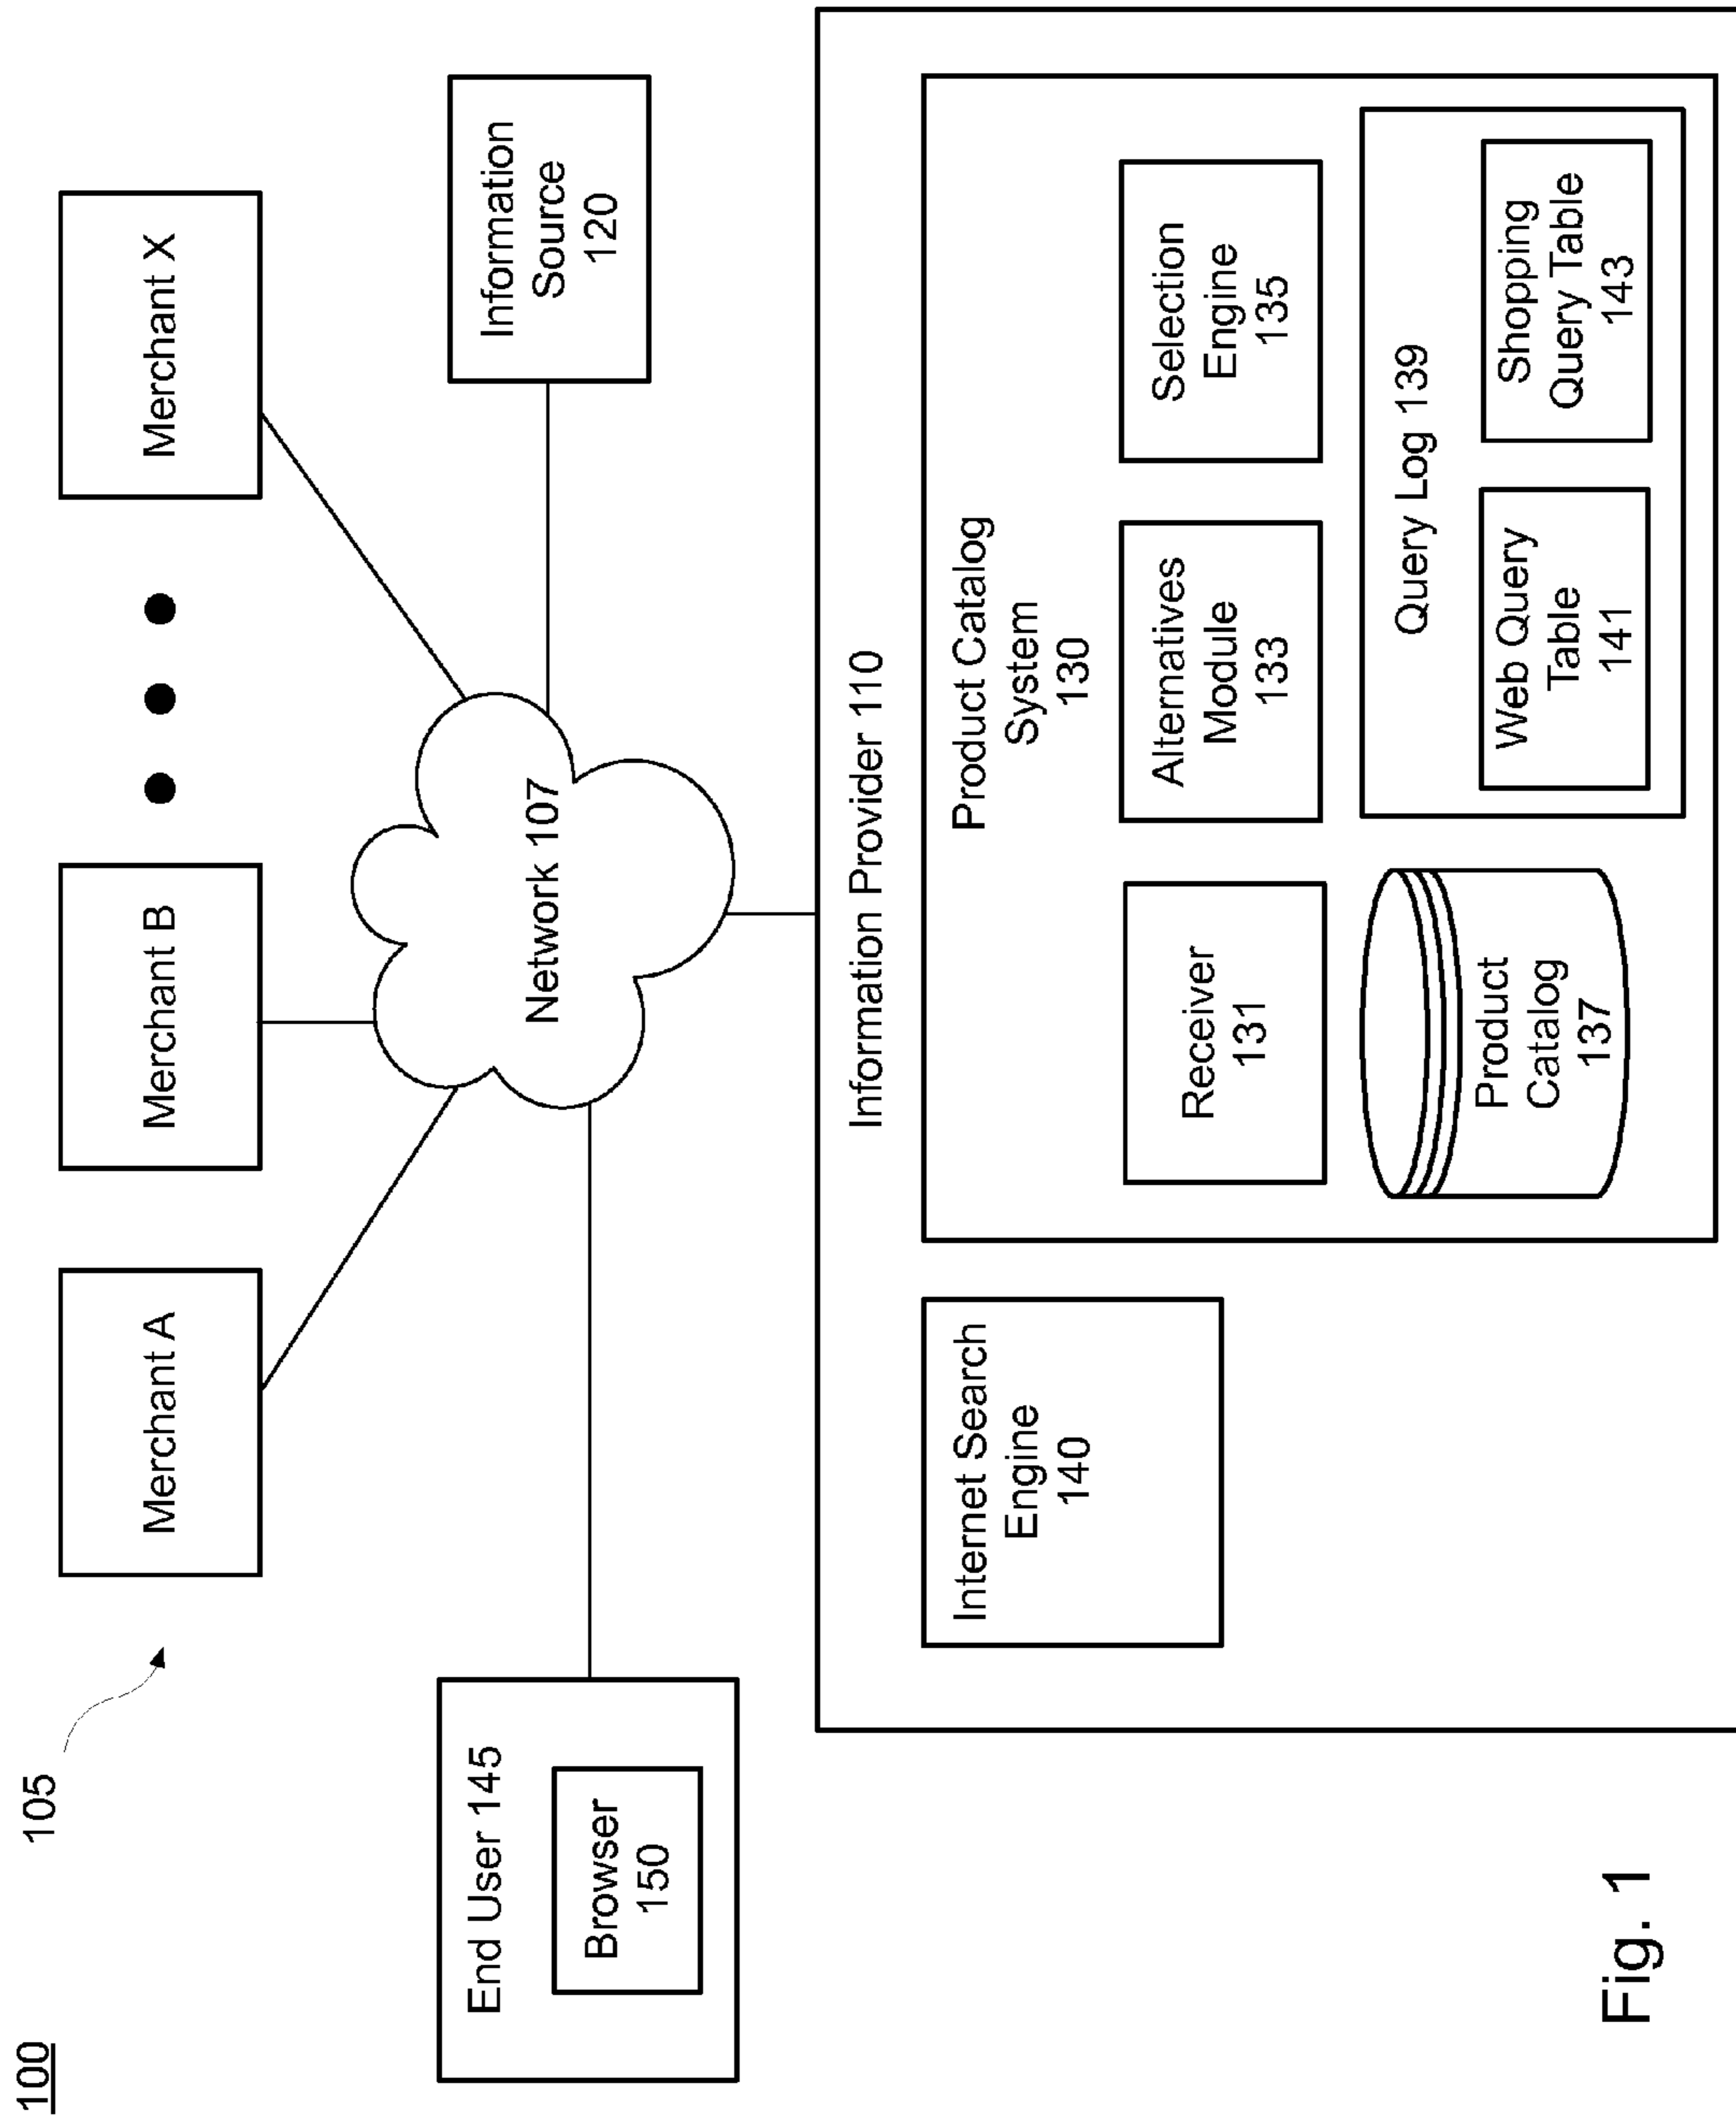 100
105
Merchant A
Merchant B
Merchant X
End User 145
Browser
150
Network 107
Information
Source
120
Information Provider 110
Internet Search
Engine
140
Product Catalog
System
130
Receiver
131
Alternatives
Module
133
Selection
Engine
135
Product
Catalog
137
Query Log 139
Web Query
Table
141
Shopping
Query Table
143
Fig. 1